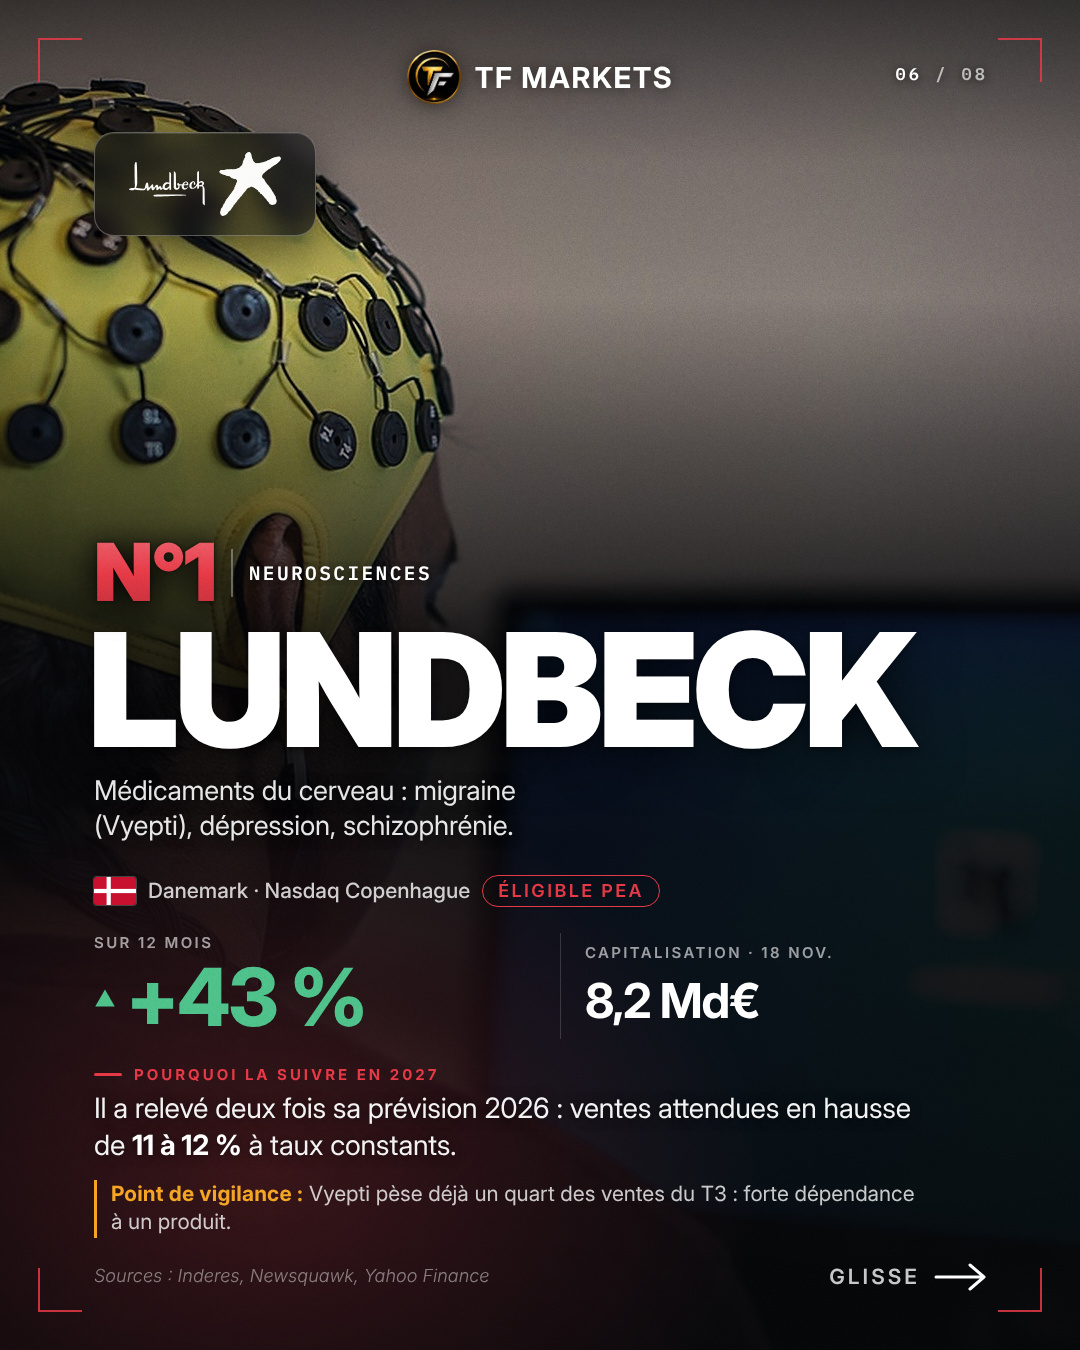 TF MARKETS
06 / 08
Lundbeck
N°1
NEUROSCIENCES
LUNDBECK
Médicaments du cerveau : migraine
(Vyepti), dépression, schizophrénie.
Danemark · Nasdaq Copenhague
ÉLIGIBLE PEA
SUR 12 MOIS
+43 %
CAPITALISATION · 18 NOV.
8,2 Md€
POURQUOI LA SUIVRE EN 2027
Il a relevé deux fois sa prévision 2026 : ventes attendues en hausse
de 11 à 12 % à taux constants.
Point de vigilance : Vyepti pèse déjà un quart des ventes du T3 : forte dépendance
à un produit.
Sources : Inderes, Newsquawk, Yahoo Finance
GLISSE